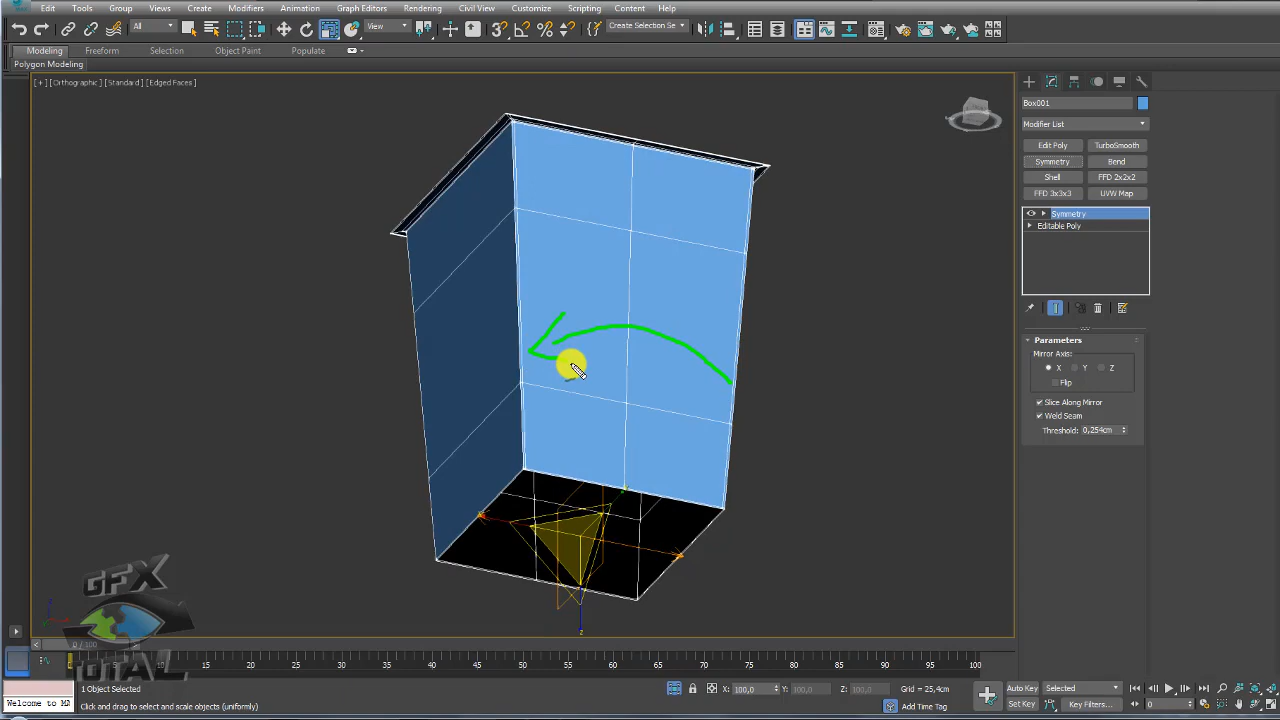 Edit Tools Group Views Create Modifiers Animation Graph Editors Rendering Civil View Customize Scripting Content Help
All View Create Selection Se
Modeling Freeform Selection Object Paint Populate
Polygon Modeling
[+] [Orthographic] [Standard] [Edged Faces]
Box001
Modifier List
Edit Poly TurboSmooth
Symmetry Bend
Shell FFD 2x2x2
FFD 3x3x3 UVW Map
Symmetry
Editable Poly
Parameters
Mirror Axis:
X Y Z
Flip
Slice Along Mirror
Weld Seam
Threshold: 0,254cm
z
GFX
TOTAL
0 / 100
5 10 15 20 25 30 35 40 45 50 55 60 65 70 75 80 85 90 95 100
1 Object Selected X: 100,0 Y: 100,0 Z: 100,0 Grid = 25,4cm Auto Key Selected
Welcome to MA Click and drag to select and scale objects (uniformly) Add Time Tag Set Key Key Filters... 0